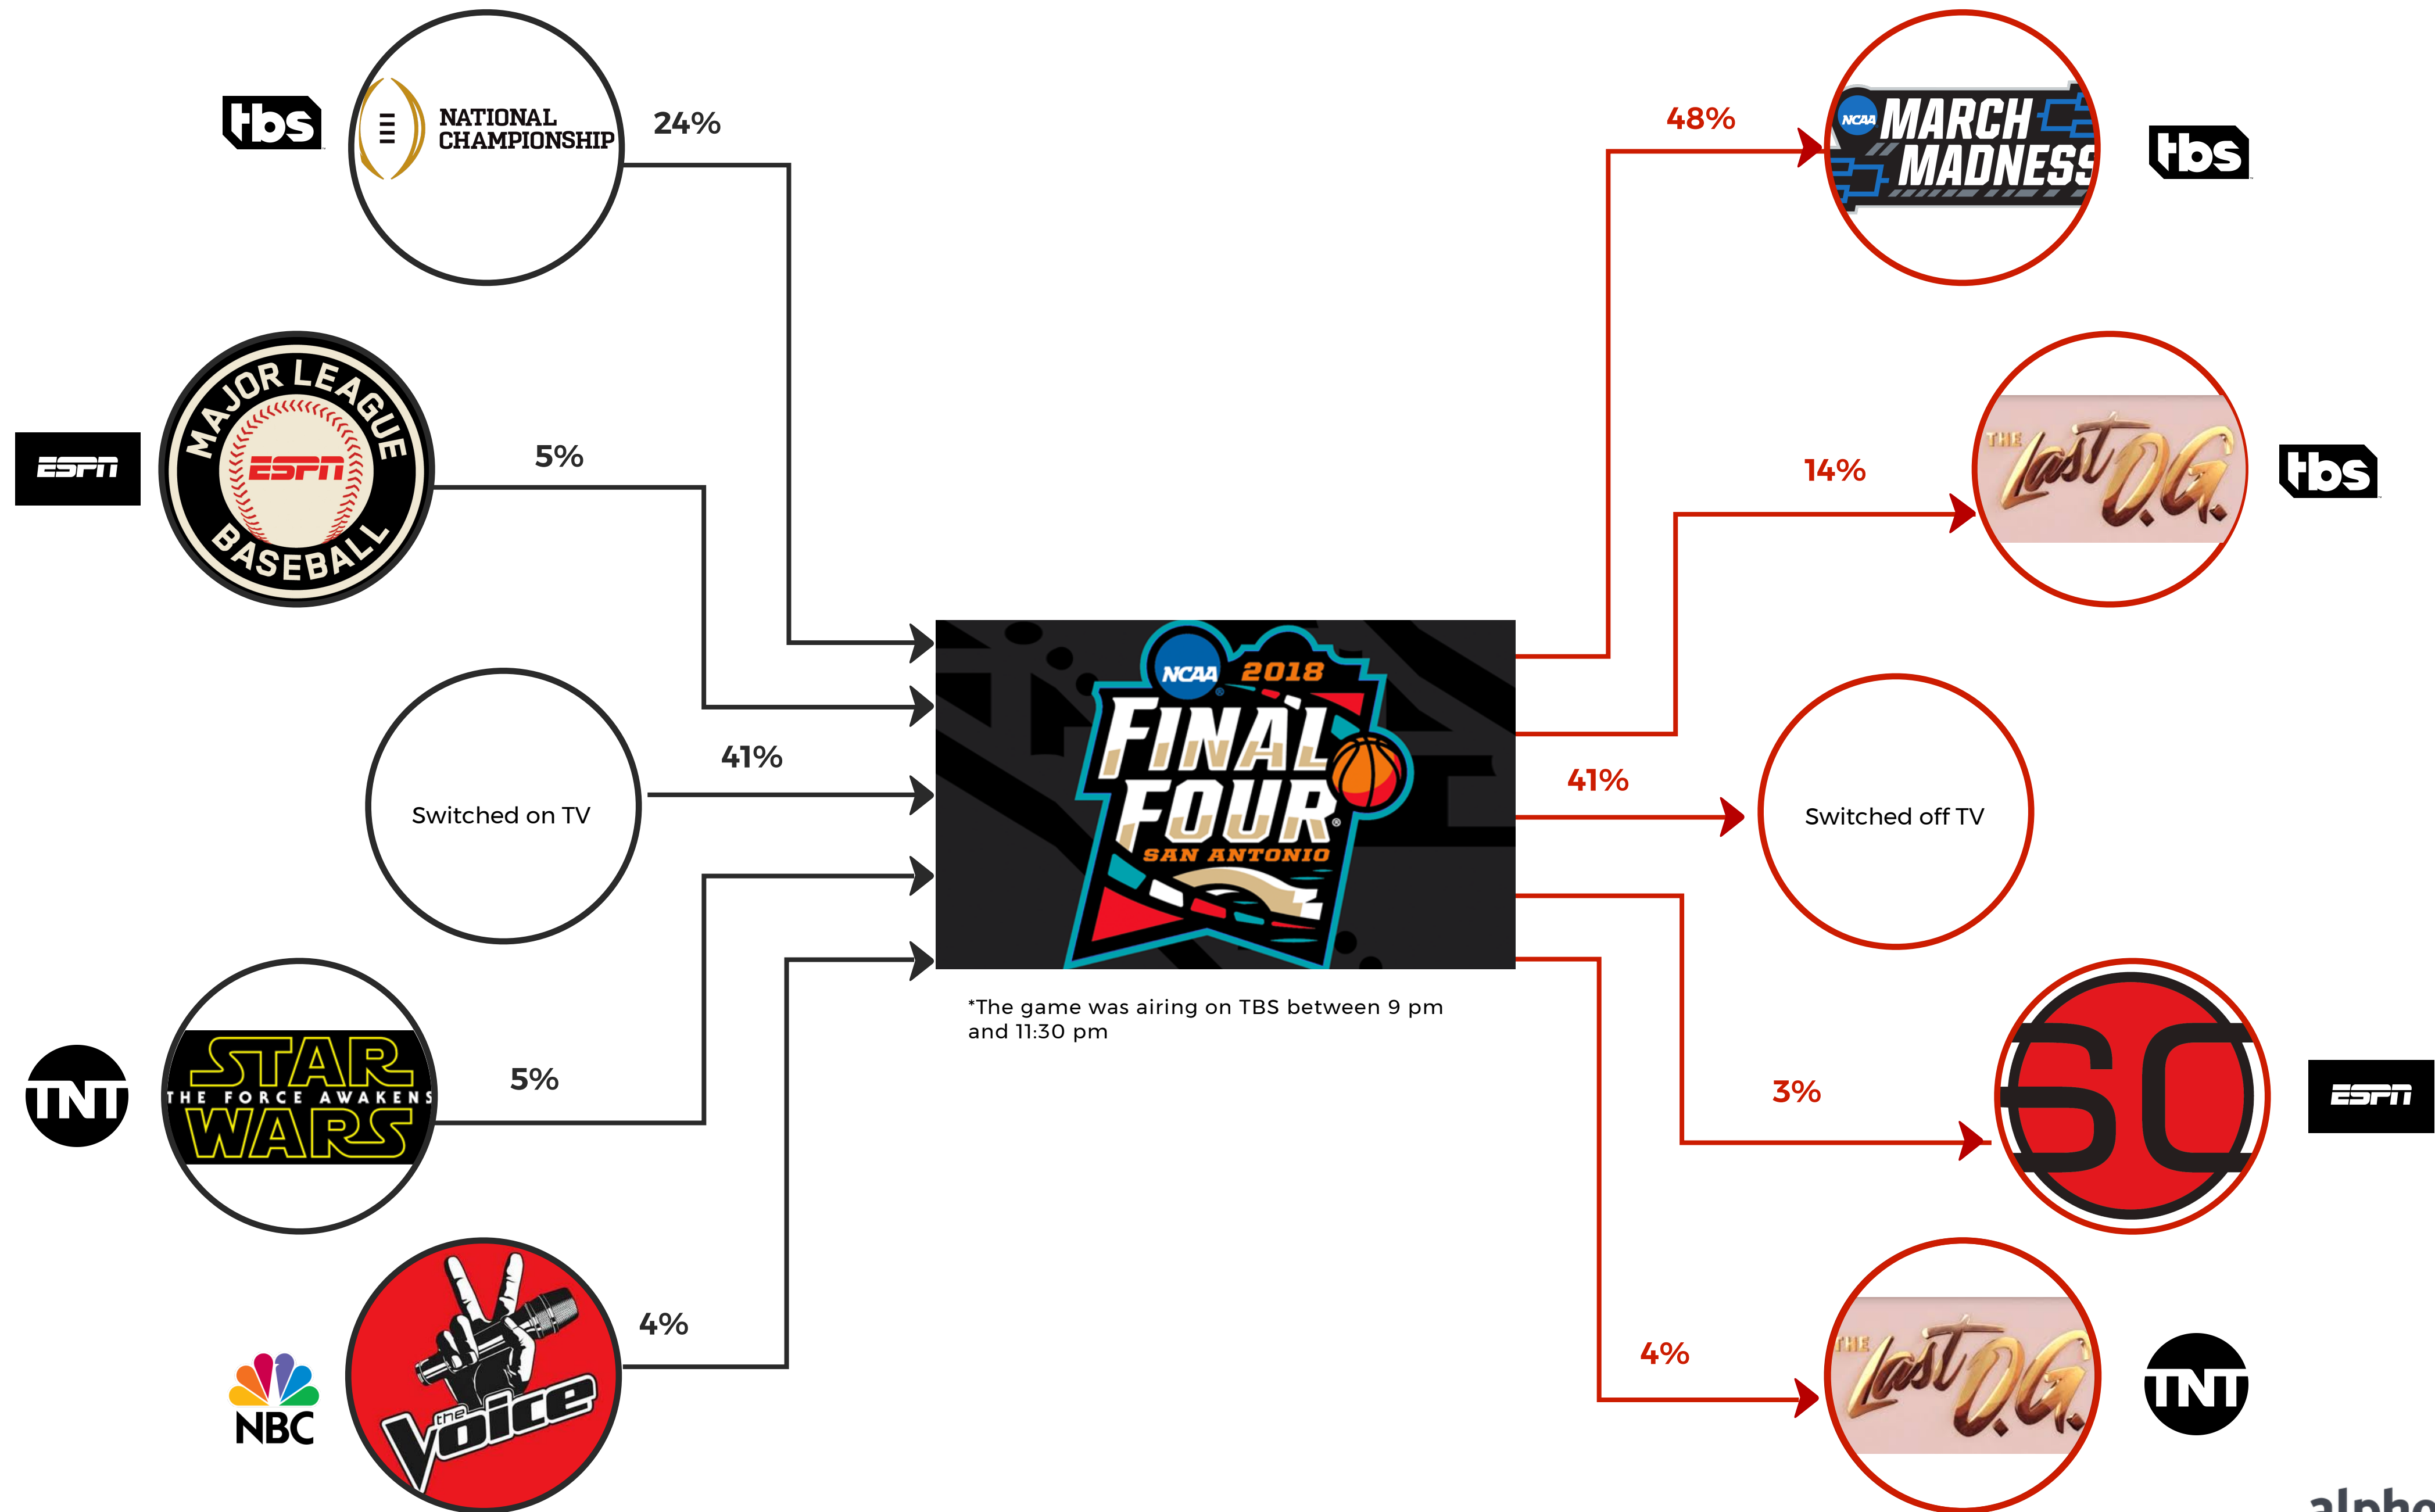 tbs
NATIONAL
CHAMPIONSHIP
24%
48%
NCAA
MARCH
MADNESS
tbs
ESPN
MAJOR LEAGUE
ESPN
BASEBALL
5%
14%
THE
Last O.G.
tbs
Switched on TV
41%
NCAA
2018
FINAL
FOUR
SAN ANTONIO
41%
Switched off TV
*The game was airing on TBS between 9 pm
and 11:30 pm
TNT
STAR
THE FORCE AWAKENS
WARS
5%
3%
SC
ESPN
NBC
the
Voice
4%
4%
THE
Last O.G.
TNT